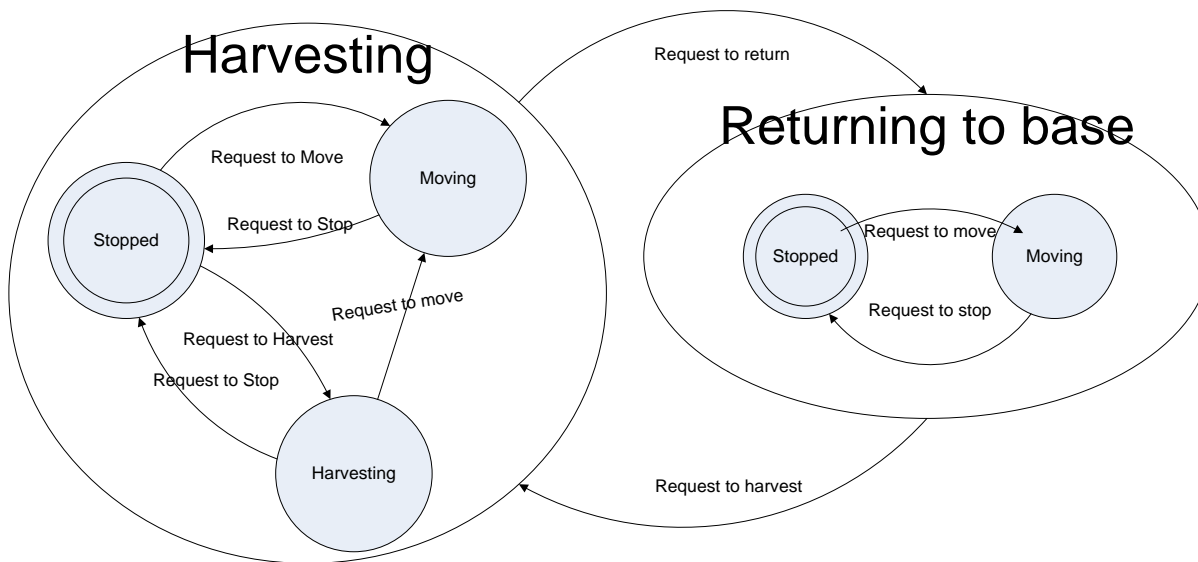 Harvesting
Request to Move
Moving
Stopped
Request to Stop
Request to move
Request to Harvest
Request to Stop
Harvesting
Request to return
Returning to base
Stopped
Request to move
Moving
Request to stop
Request to harvest